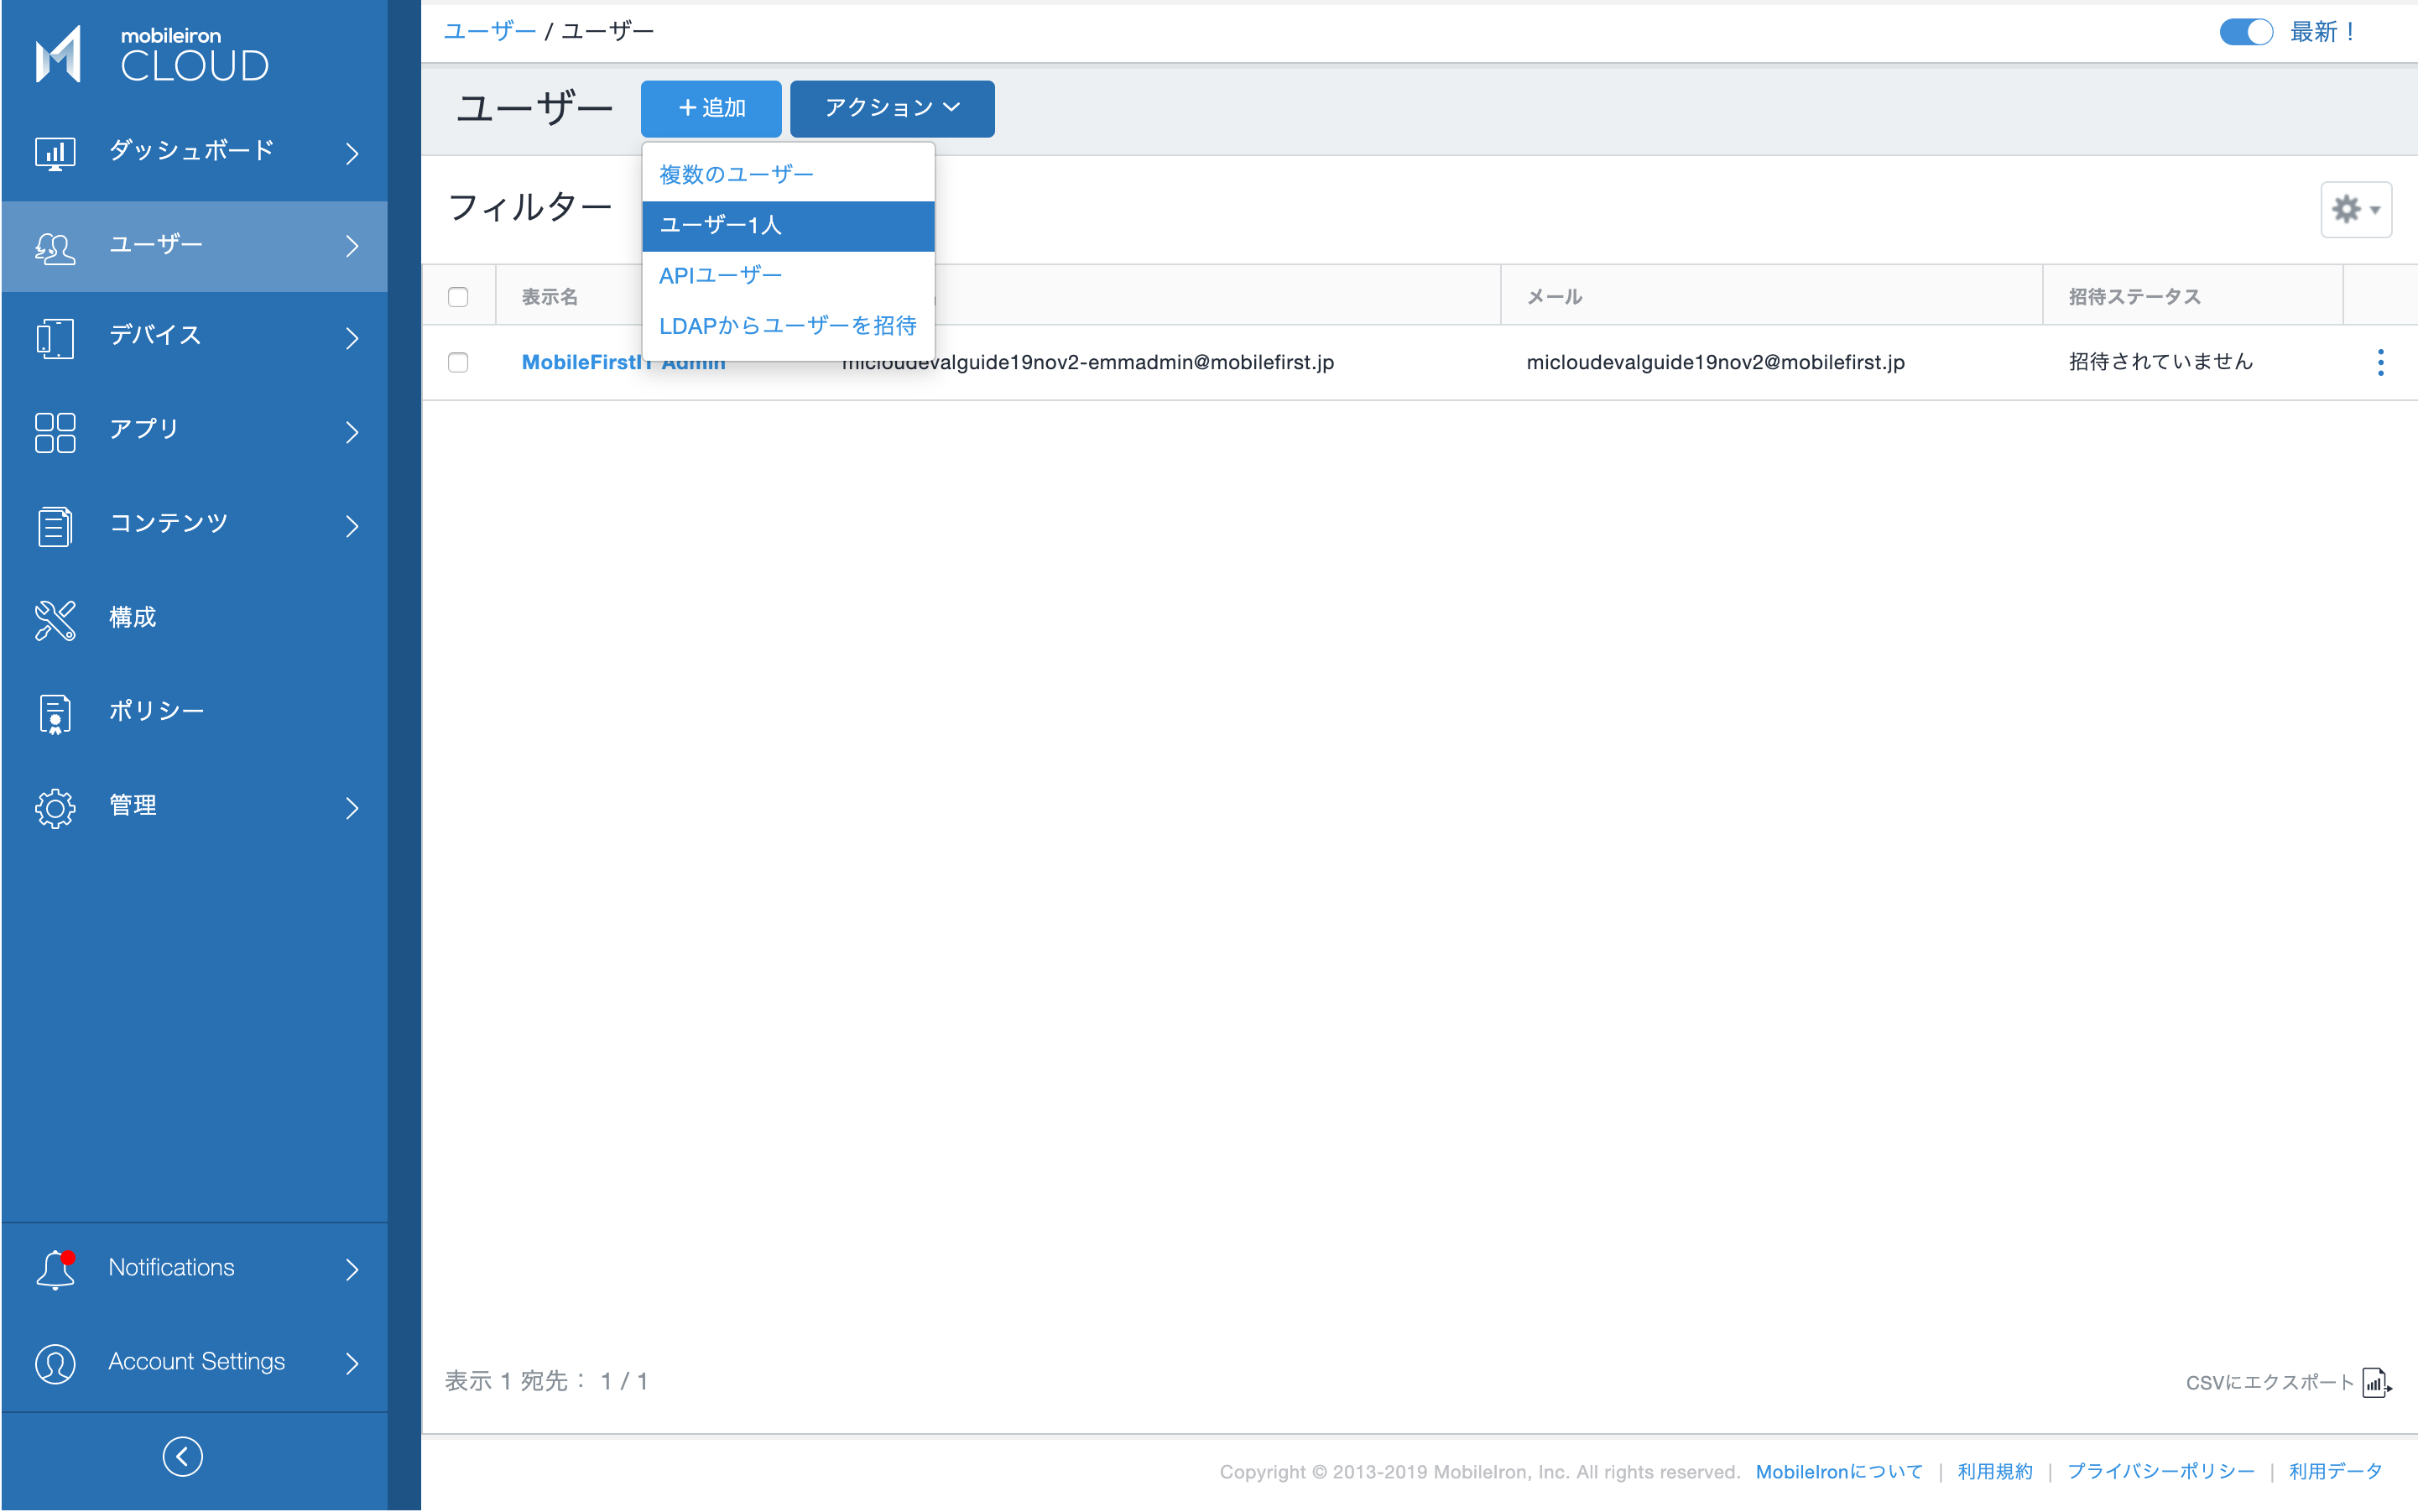 mobileiron
CLOUD
ダッシュボード
ユーザー
デバイス
アプリ
コンテンツ
構成
ポリシー
管理
Notifications
Account Settings
ユーザー / ユーザー
最新！
ユーザー
+追加
アクション
複数のユーザー
ユーザー1人
APIユーザー
LDAPからユーザーを招待
フィルター
表示名
メール
招待ステータス
MobileFirstIT Admin
micloudevalguide19nov2-emmadmin@mobilefirst.jp
micloudevalguide19nov2@mobilefirst.jp
招待されていません
表示 1 宛先： 1 / 1
CSVにエクスポート
Copyright © 2013-2019 MobileIron, Inc. All rights reserved. MobileIronについて | 利用規約 | プライバシーポリシー | 利用データ